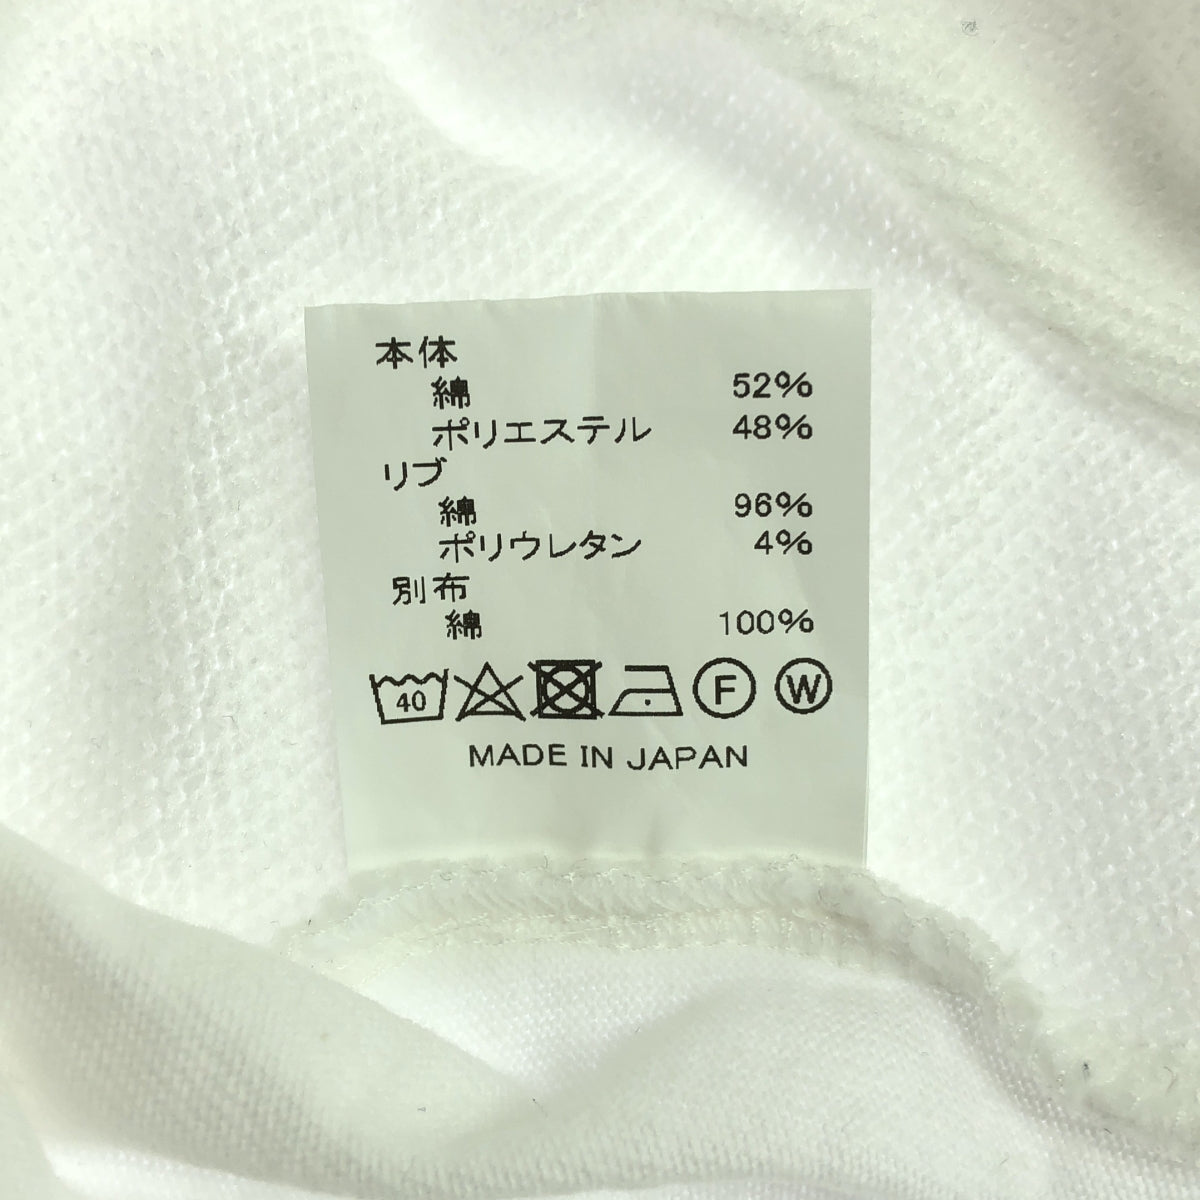 本体
綿 52%
ポリエステル 48%
リブ
綿 96%
ポリウレタン 4%
別布
綿 100%
40 F W
MADE IN JAPAN